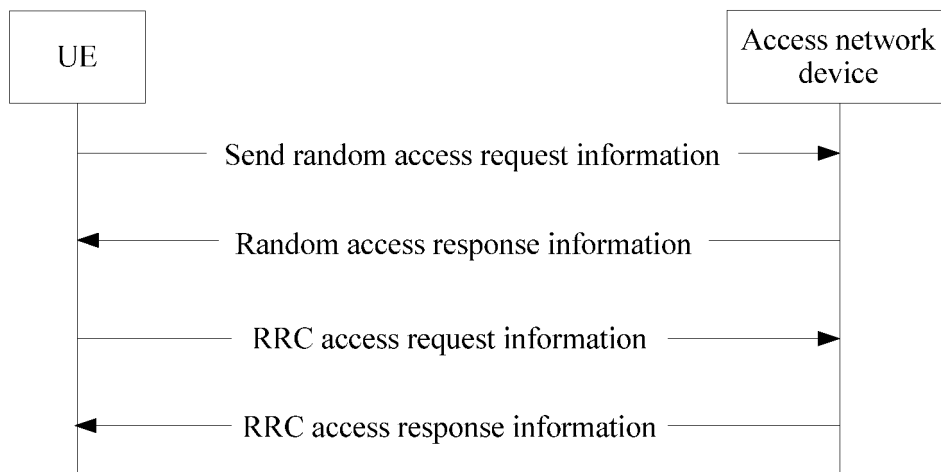 UE
Access network
device
Send random access request information
Random access response information
RRC access request information
RRC access response information